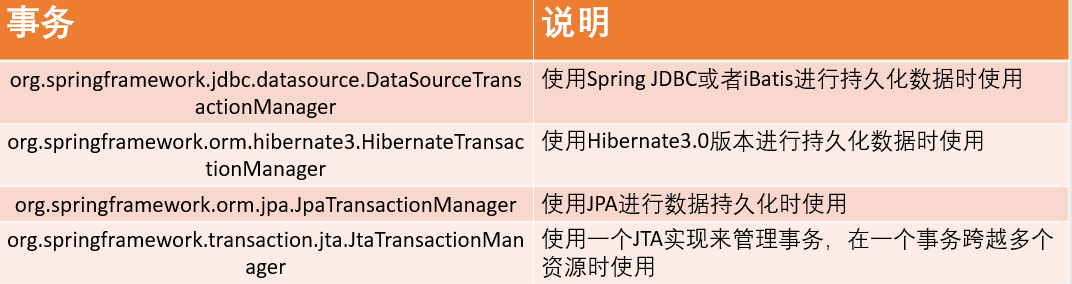 事务
说明
org.springframework.jdbc.datasource.DataSourceTrans
actionManager
使用Spring JDBC或者iBatis进行持久化数据时使用
org.springframework.orm.hibernate3.HibernateTransac
tionManager
使用Hibernate3.0版本进行持久化数据时使用
org.springframework.orm.jpa.JpaTransactionManager
使用JPA进行数据持久化时使用
org.springframework.transaction.jta.JtaTransactionMan
ager
使用一个JTA实现来管理事务，在一个事务跨越多个
资源时使用